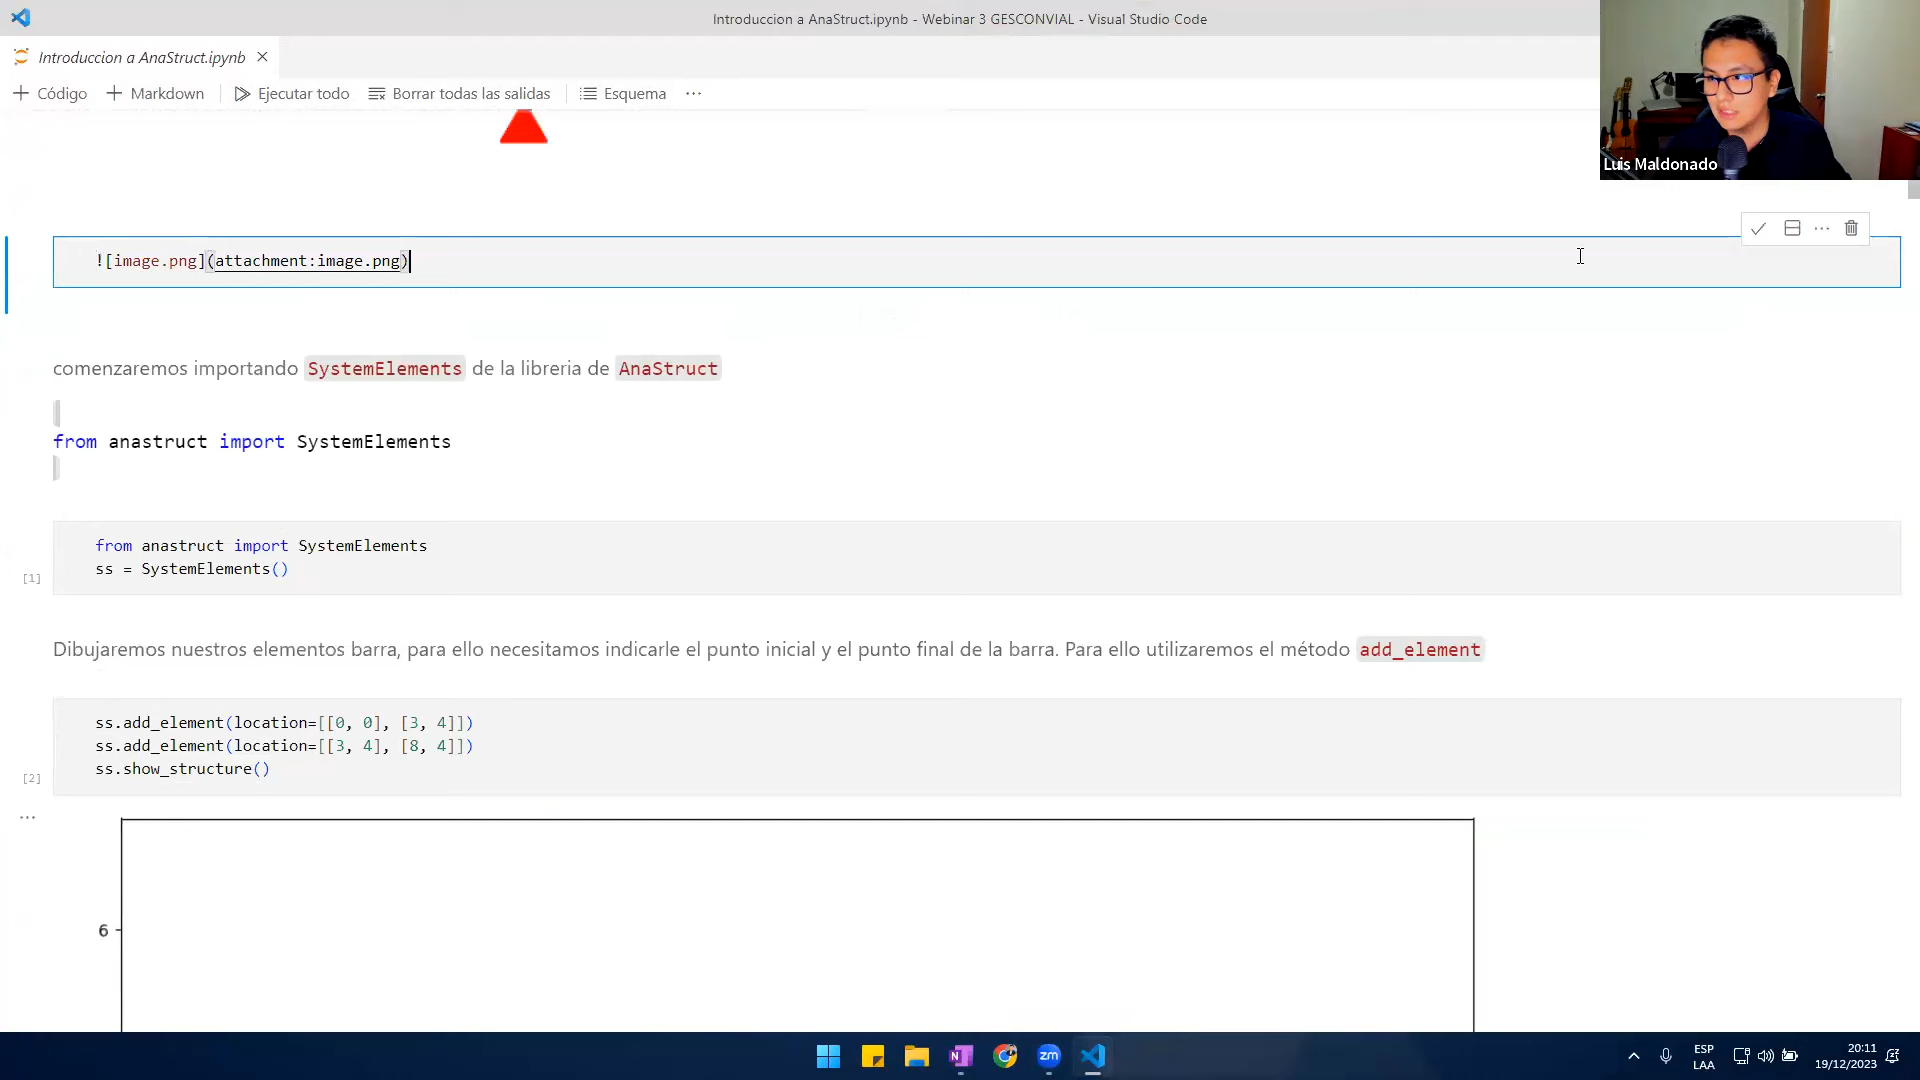 Introduccion a AnaStruct.ipynb - Webinar 3 GESCONVIAL - Visual Studio Code
Introduccion a AnaStruct.ipynb
Código Markdown Ejecutar todo Borrar todas las salidas Esquema ...
Luis Maldonado
![image.png](attachment:image.png)
comenzaremos importando SystemElements de la libreria de AnaStruct
from anastruct import SystemElements
from anastruct import SystemElements
ss = SystemElements()
[1]
Dibujaremos nuestros elementos barra, para ello necesitamos indicarle el punto inicial y el punto final de la barra. Para ello utilizaremos el método add_element
ss.add_element(location=[[0, 0], [3, 4]])
ss.add_element(location=[[3, 4], [8, 4]])
ss.show_structure()
[2]
...
6
zm
ESP
LAA
20:11
19/12/2023